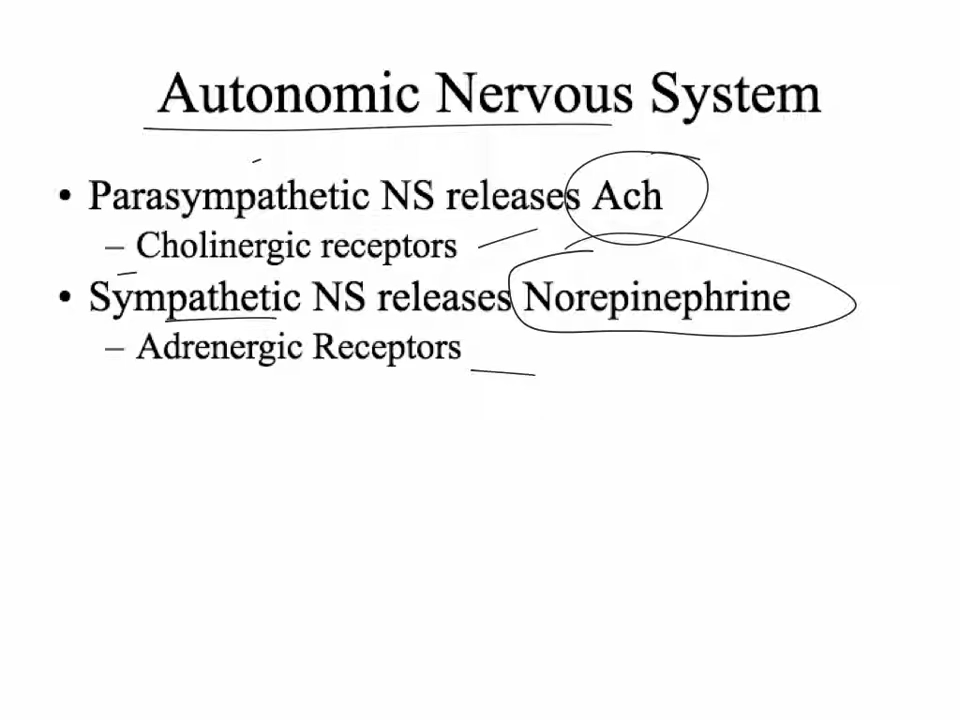 Autonomic Nervous System
• Parasympathetic NS releases Ach
– Cholinergic receptors
• Sympathetic NS releases Norepinephrine
– Adrenergic Receptors